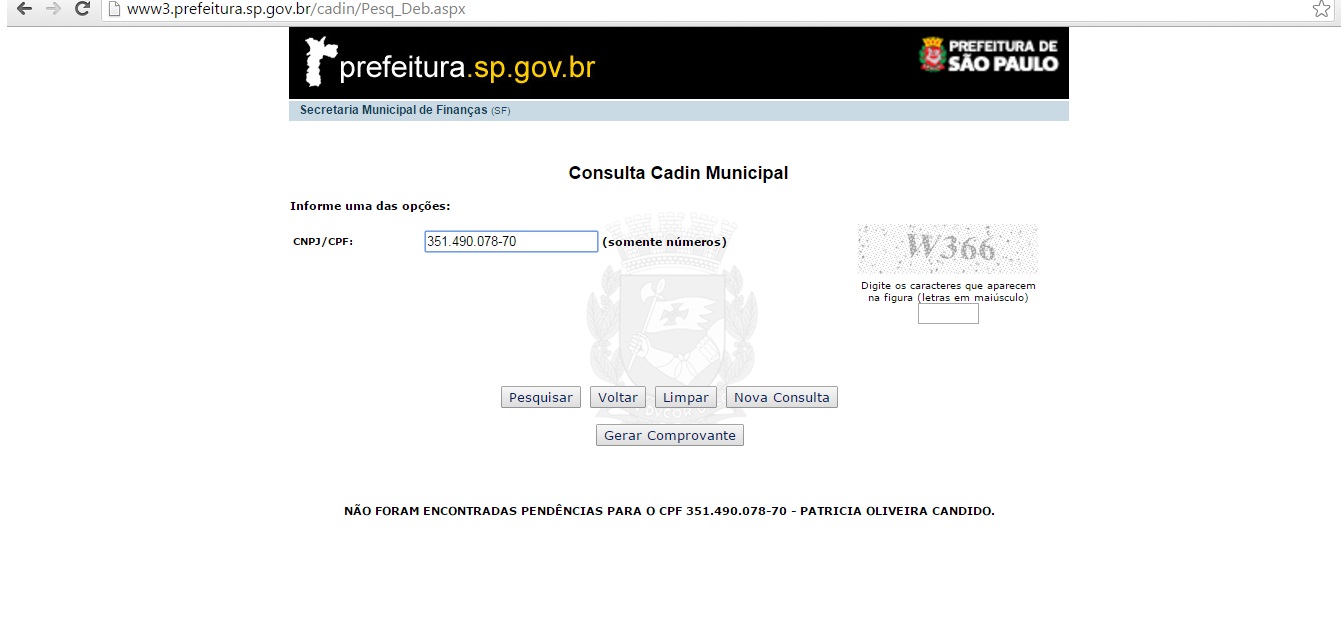 www3.prefeitura.sp.gov.br/cadin/Pesq_Deb.aspx
prefeitura.sp.gov.br
PREFEITURA DE
SÃO PAULO
Secretaria Municipal de Finanças (SF)
Consulta Cadin Municipal
Informe uma das opções:
CNPJ/CPF: 351.490.078-70 (somente números)
W366
Digite os caracteres que aparecem
na figura (letras em maiúsculo)
Pesquisar Voltar Limpar Nova Consulta
Gerar Comprovante
NÃO FORAM ENCONTRADAS PENDÊNCIAS PARA O CPF 351.490.078-70 - PATRICIA OLIVEIRA CANDIDO.